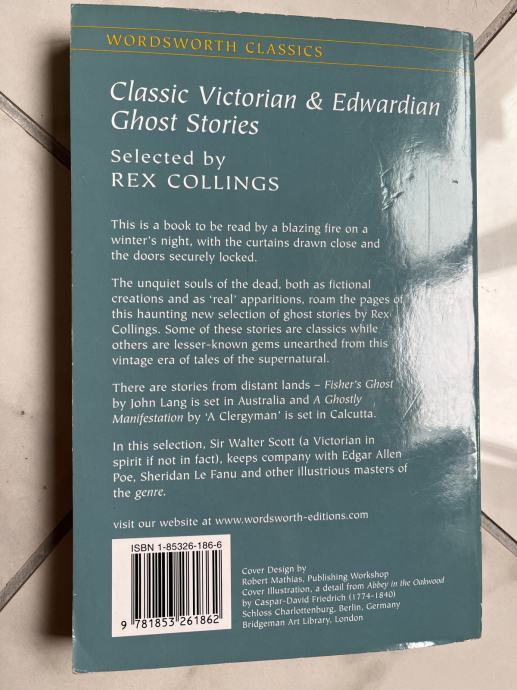 WORDSWORTH CLASSICS
Classic Victorian & Edwardian
Ghost Stories
Selected by
REX COLLINGS
This is a book to be read by a blazing fire on a
winter's night, with the curtains drawn close and
the doors securely locked.
The unquiet souls of the dead, both as fictional
creations and as 'real' apparitions, roam the pages of
this haunting new selection of ghost stories by Rex
Collings. Some of these stories are classics while
others are lesser-known gems unearthed from this
vintage era of tales of the supernatural.
There are stories from distant lands – Fisher's Ghost
by John Lang is set in Australia and A Ghostly
Manifestation by 'A Clergyman' is set in Calcutta.
In this selection, Sir Walter Scott (a Victorian in
spirit if not in fact), keeps company with Edgar Allen
Poe, Sheridan Le Fanu and other illustrious masters of
the genre.
visit our website at www.wordsworth-editions.com
ISBN 1-85326-186-6
9 781853 261862
Cover Design by
Robert Mathias, Publishing Workshop
Cover Illustration, a detail from Abbey in the Oakwood
by Caspar-David Friedrich (1774-1840)
Schloss Charlottenburg, Berlin, Germany
Bridgeman Art Library, London